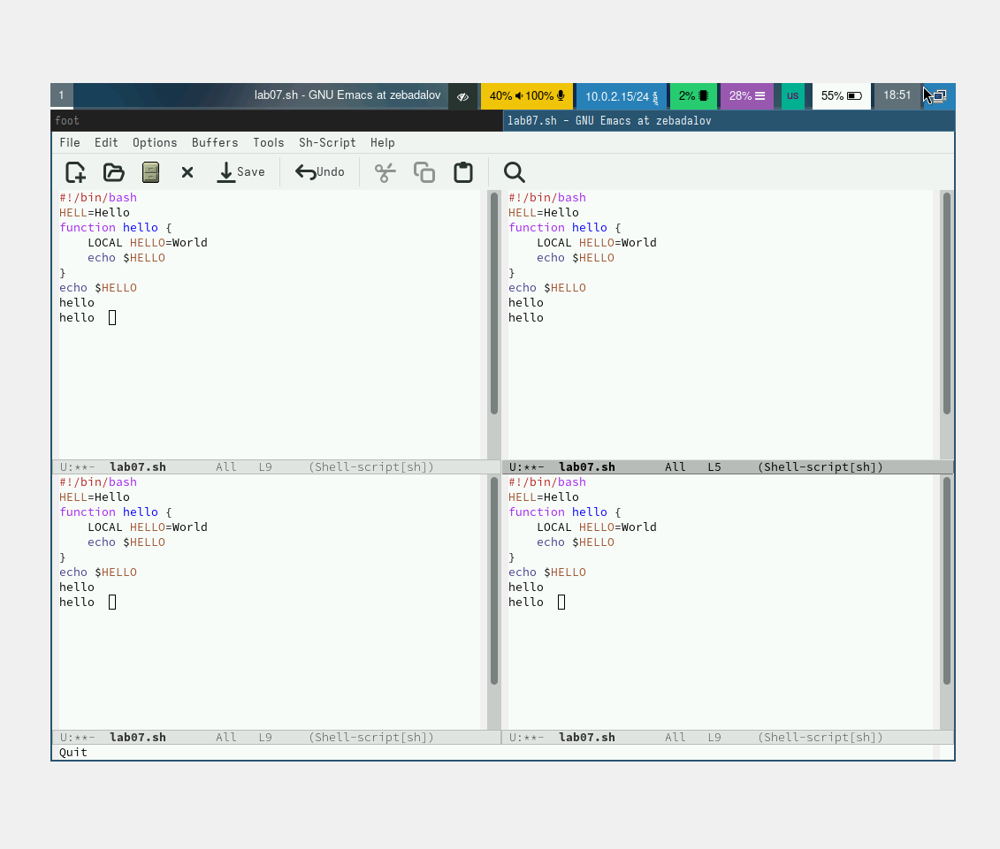 1 lab07.sh - GNU Emacs at zebadalov 40% 100% 10.0.2.15/24 2% 28% us 55% 18:51
foot lab07.sh - GNU Emacs at zebadalov
File Edit Options Buffers Tools Sh-Script Help
Save Undo
#!/bin/bash
HELL=Hello
function hello {
    LOCAL HELLO=World
    echo $HELLO
}
echo $HELLO
hello
hello
U:**-  lab07.sh       All   L9     (Shell-script[sh])
#!/bin/bash
HELL=Hello
function hello {
    LOCAL HELLO=World
    echo $HELLO
}
echo $HELLO
hello
hello
U:**-  lab07.sh       All   L5     (Shell-script[sh])
#!/bin/bash
HELL=Hello
function hello {
    LOCAL HELLO=World
    echo $HELLO
}
echo $HELLO
hello
hello
U:**-  lab07.sh       All   L9     (Shell-script[sh])
#!/bin/bash
HELL=Hello
function hello {
    LOCAL HELLO=World
    echo $HELLO
}
echo $HELLO
hello
hello
U:**-  lab07.sh       All   L9     (Shell-script[sh])
Quit